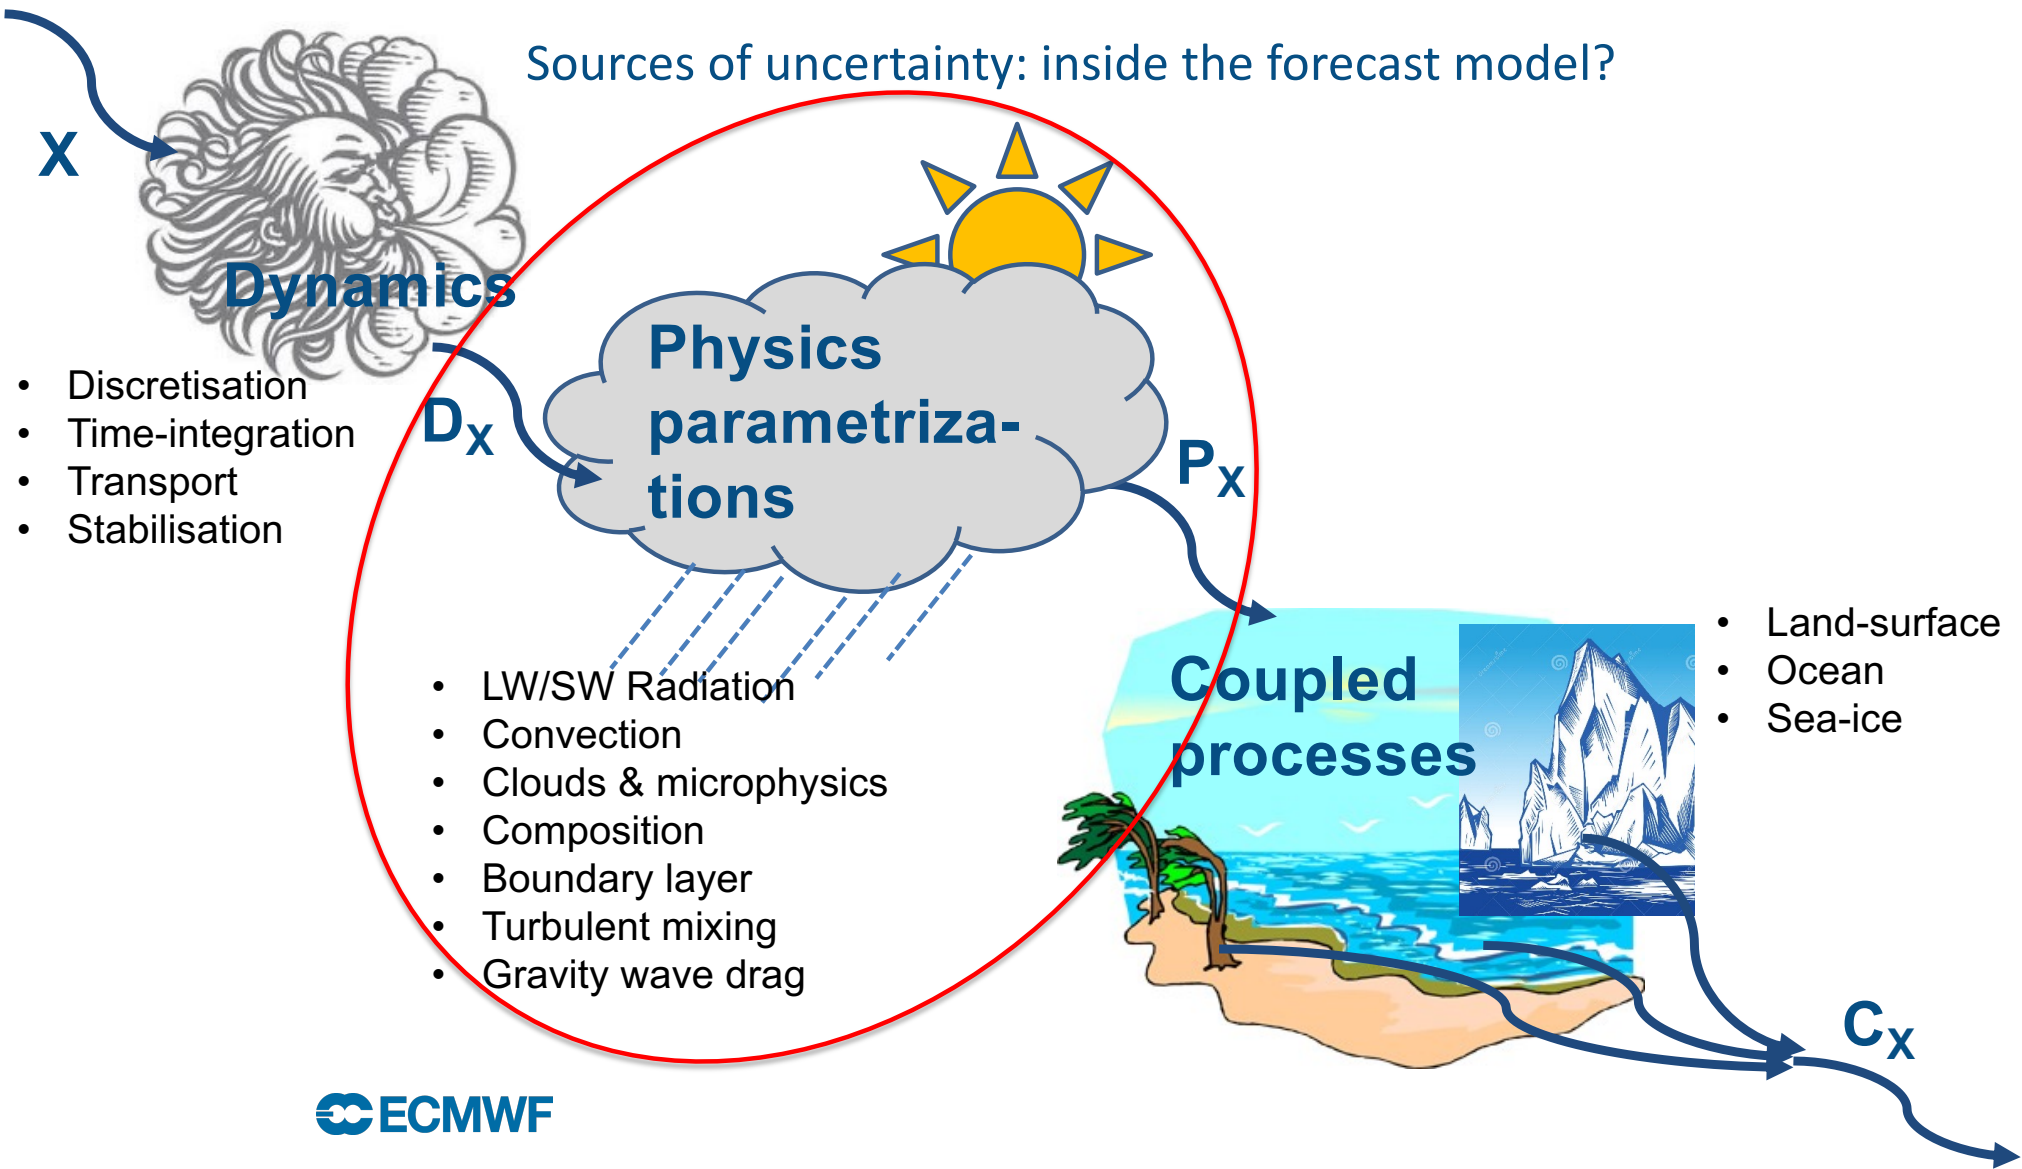 Sources of uncertainty: inside the forecast model?
X
Dynamics
• Discretisation
• Time-integration
• Transport
• Stabilisation
DX
Physics
parametriza-
tions
PX
• LW/SW Radiation
• Convection
• Clouds & microphysics
• Composition
• Boundary layer
• Turbulent mixing
• Gravity wave drag
Coupled
processes
• Land-surface
• Ocean
• Sea-ice
CX
ECMWF